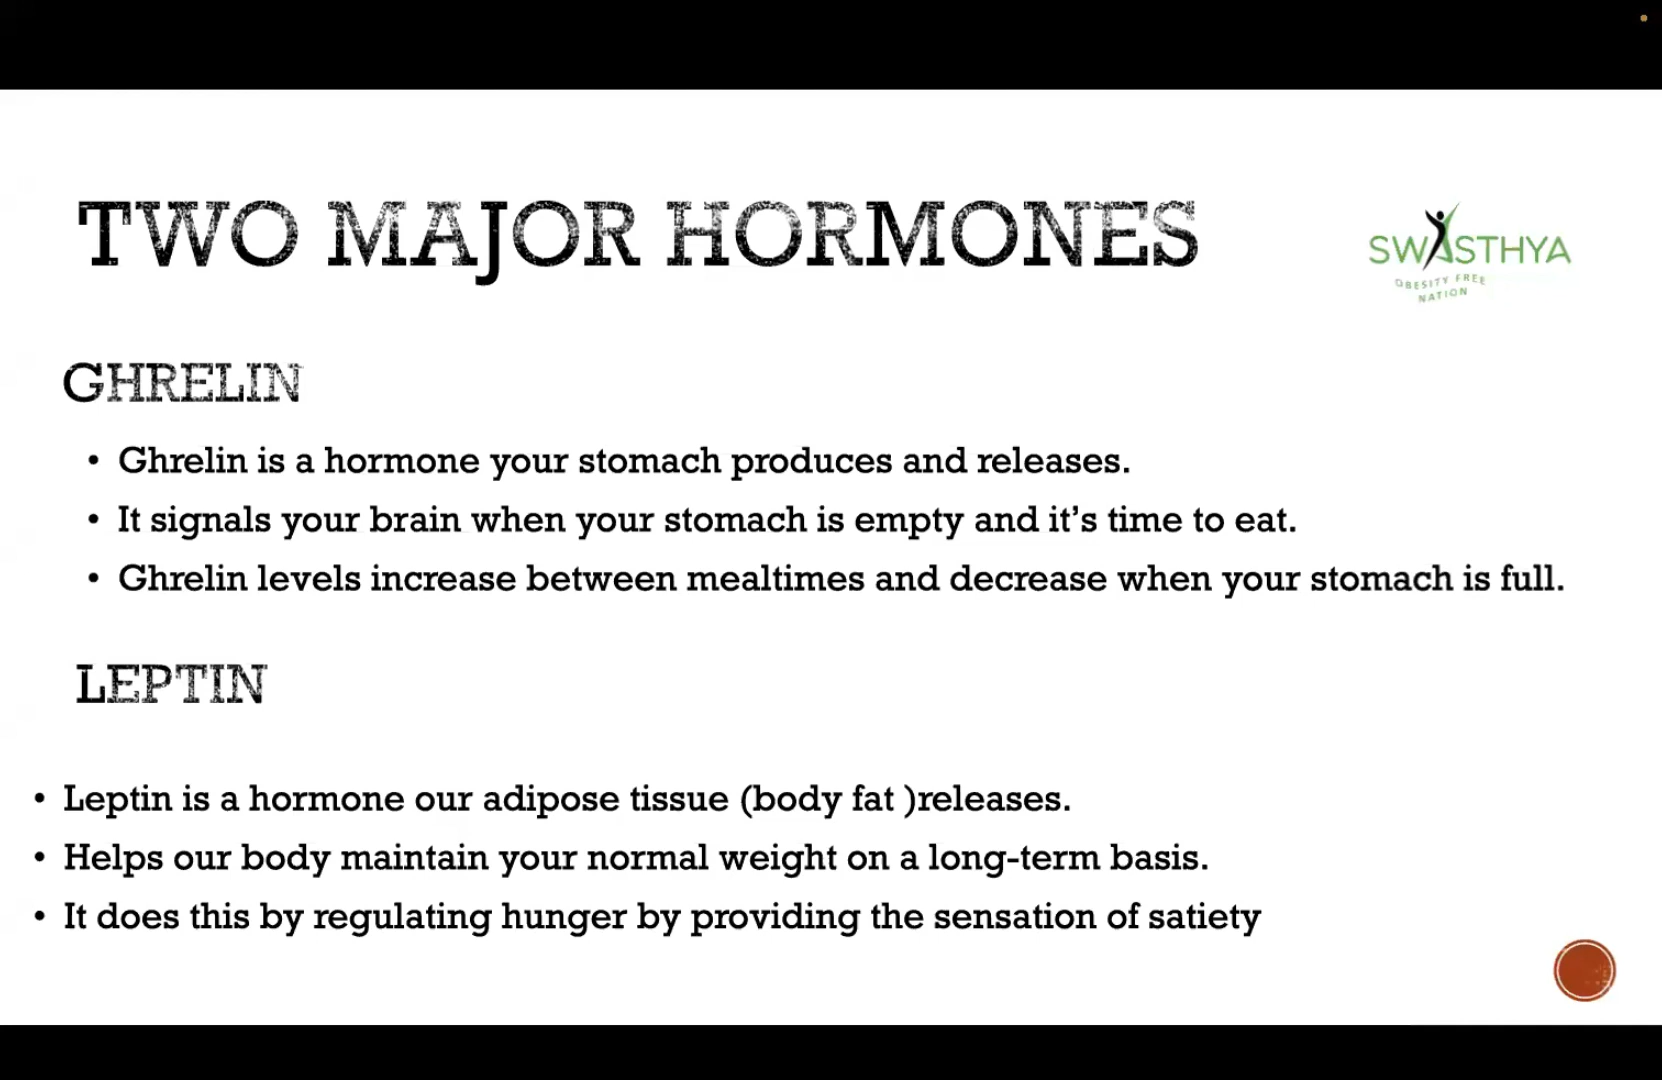 TWO MAJOR HORMONES
SWASTHYA
OBESITY FREE
NATION
GHRELIN
• Ghrelin is a hormone your stomach produces and releases.
• It signals your brain when your stomach is empty and it’s time to eat.
• Ghrelin levels increase between mealtimes and decrease when your stomach is full.
LEPTIN
• Leptin is a hormone our adipose tissue (body fat )releases.
• Helps our body maintain your normal weight on a long-term basis.
• It does this by regulating hunger by providing the sensation of satiety